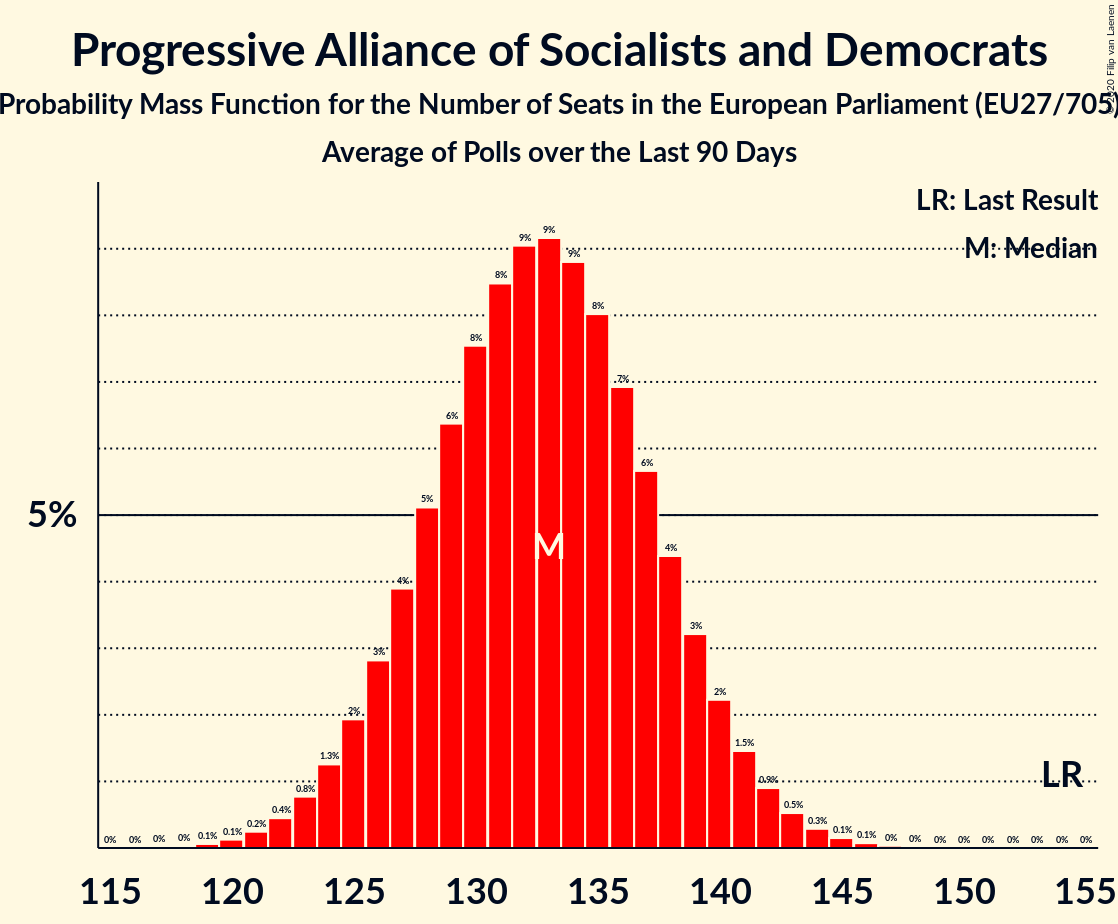 Progressive Alliance of Socialists and Democrats
Probability Mass Function for the Number of Seats in the European Parliament (EU27/705)
Average of Polls over the Last 90 Days
© 2020 Filip van Laenen
LR: Last Result
M: Median
5%
0% 0% 0% 0% 0.1% 0.1% 0.2% 0.4% 0.8% 1.3% 2% 3% 4% 5% 6% 8% 8% 9% 9% 9% 8% 7% 6% 4% 3% 2% 1.5% 0.9% 0.5% 0.3% 0.1% 0.1% 0% 0% 0% 0% 0% 0% 0% 0% 0%
M
LR
115 120 125 130 135 140 145 150 155